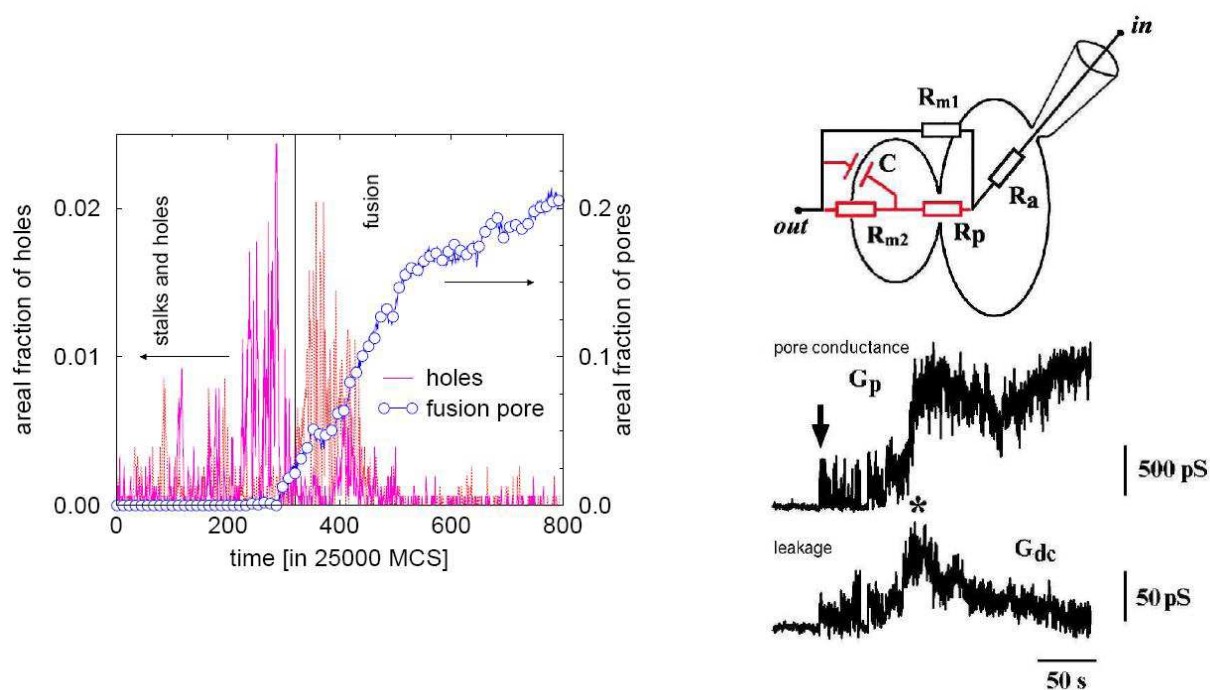 areal fraction of holes
0.02
0.01
0.00
stalks and holes
fusion
holes
fusion pore
0.2
0.1
0.0
areal fraction of pores
0 200 400 600 800
time [in 25000 MCS]
in
Rm1
C
Ra
out
Rm2
Rp
pore conductance
Gp
500 pS
*
leakage
Gdc
50 pS
50 s